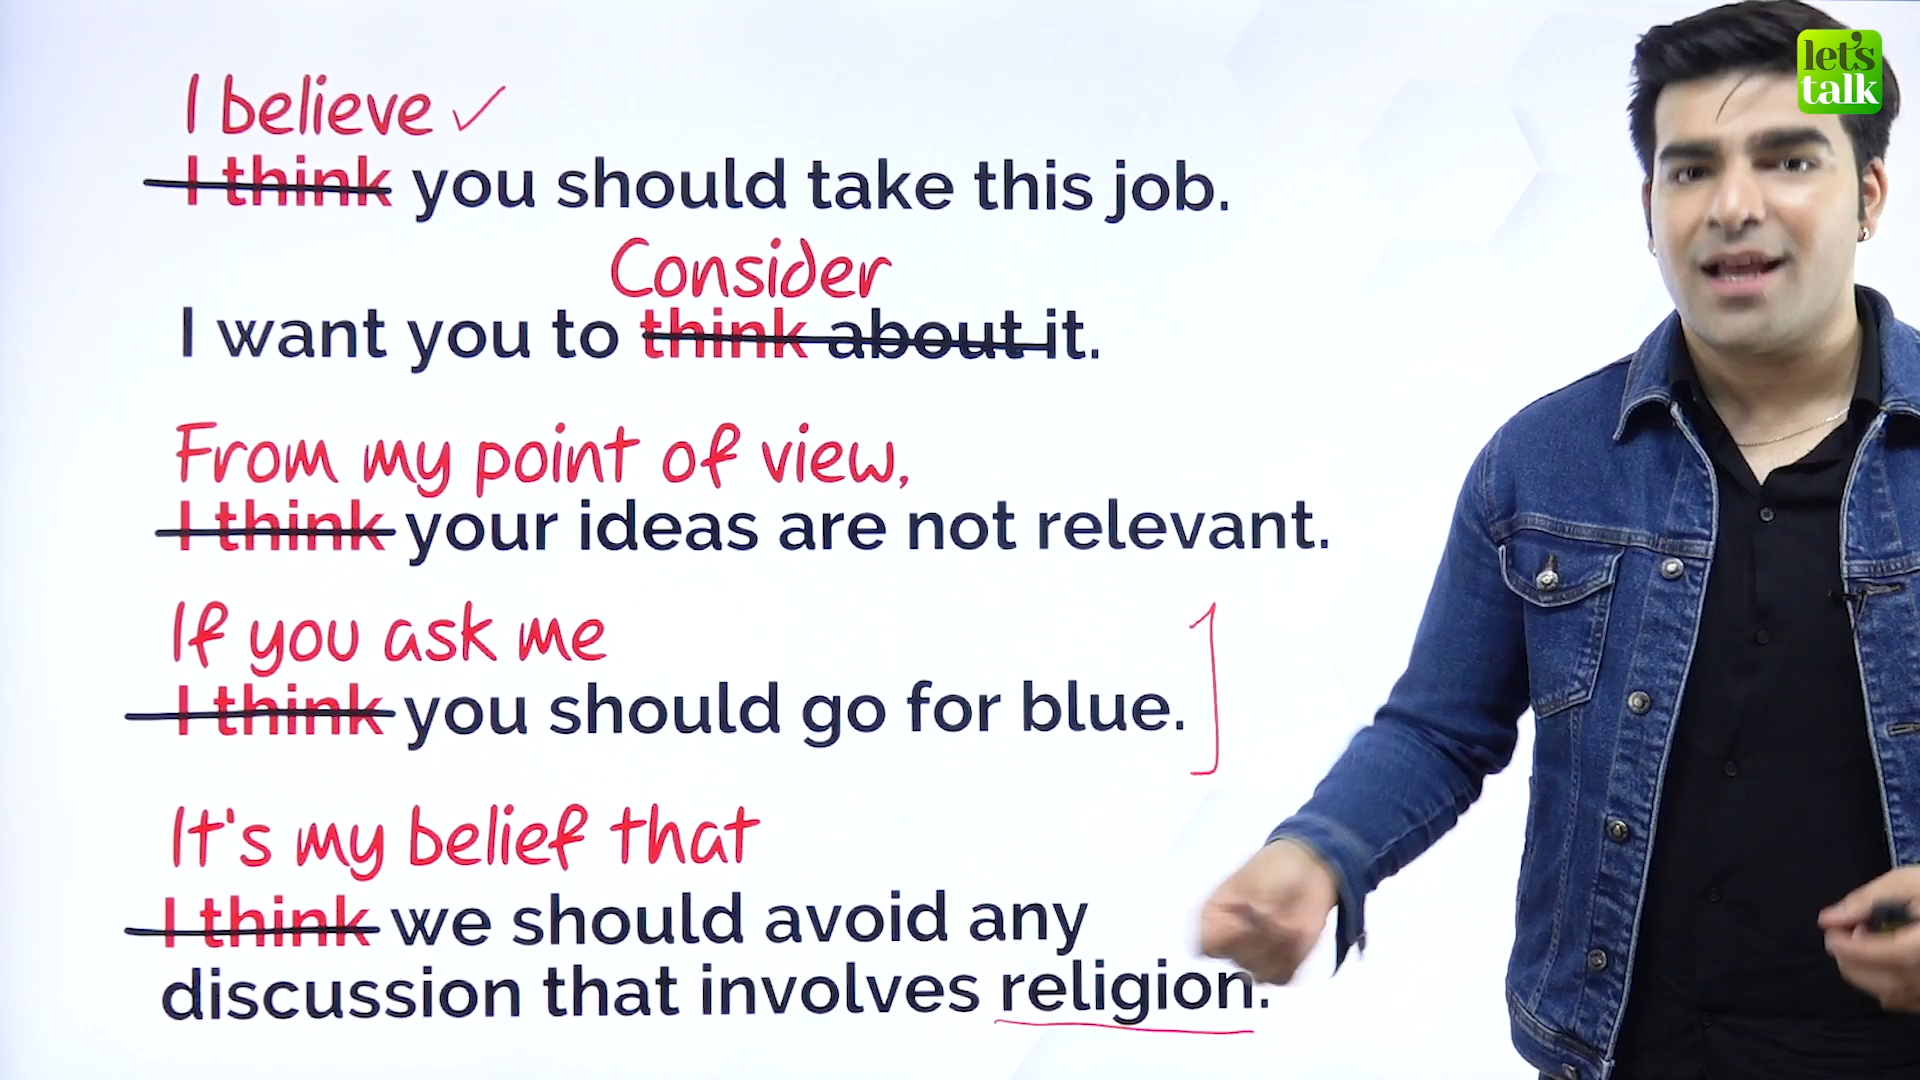 I believe ✓
I think you should take this job.
Consider
I want you to think about it.
From my point of view,
I think your ideas are not relevant.
If you ask me
I think you should go for blue.
It's my belief that
I think we should avoid any
discussion that involves religion.
let's
talk